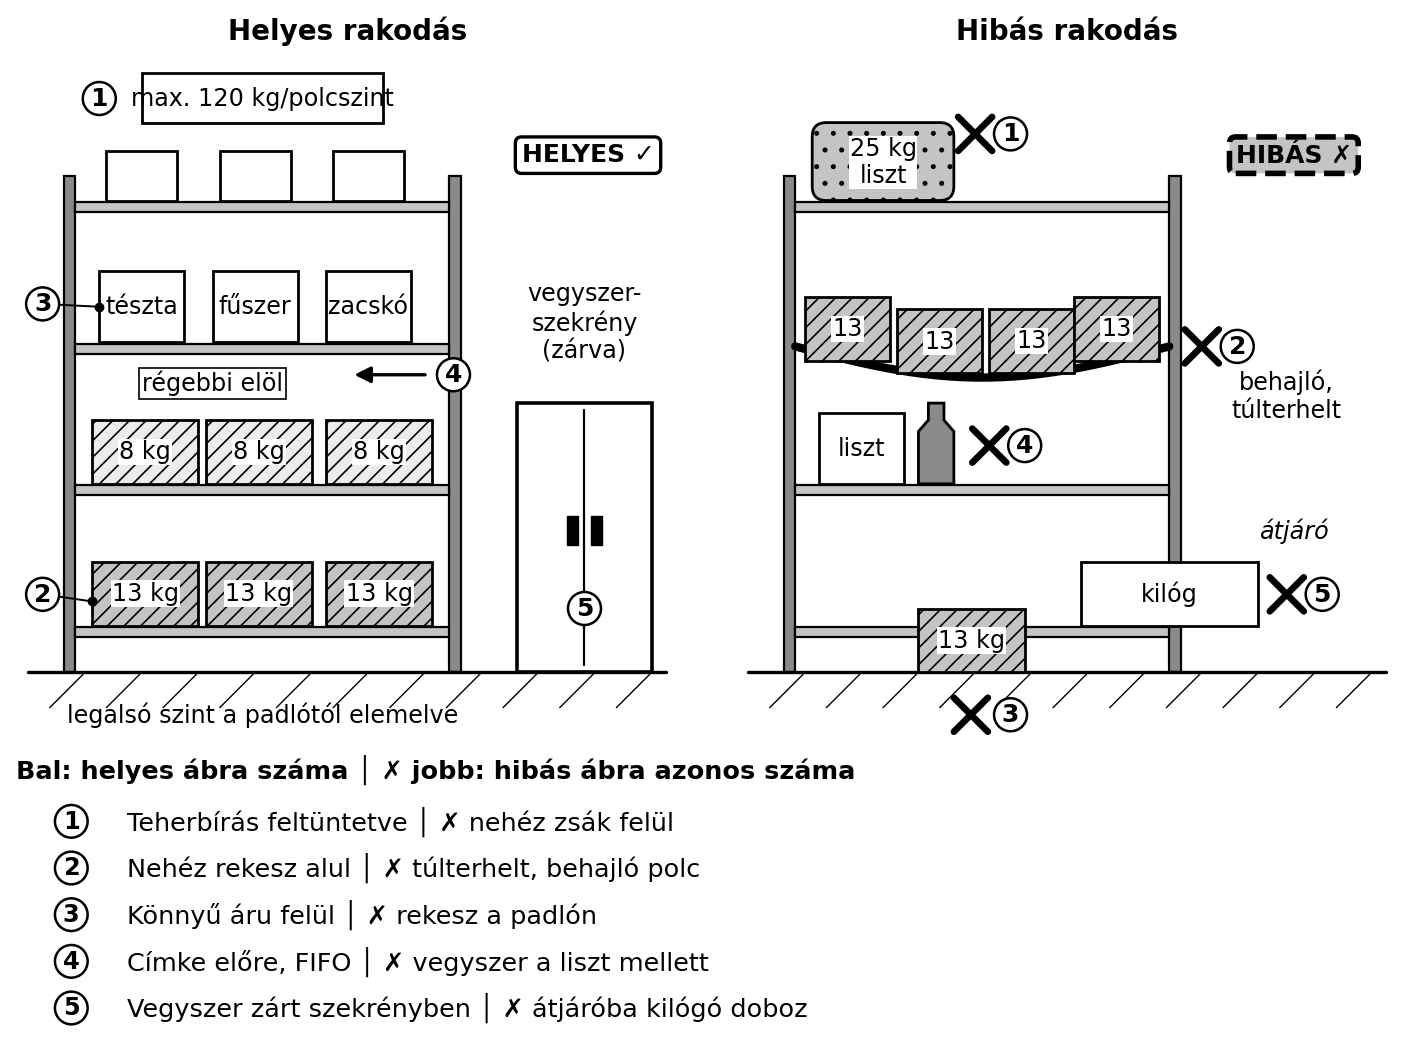 Helyes rakodás
① max. 120 kg/polcszint
HELYES ✓
③ tészta fűszer zacskó
vegyszer-
szekrény
(zárva)
régebbi elöl ④
8 kg 8 kg 8 kg
② 13 kg 13 kg 13 kg
⑤
legalsó szint a padlótól elemelve
Hibás rakodás
25 kg
liszt
①
HIBÁS ✗
13 13 13 13
②
behajló,
túlterhelt
liszt ④
átjáró
kilóg ⑤
13 kg
③
Bal: helyes ábra száma │ ✗ jobb: hibás ábra azonos száma
① Teherbírás feltüntetve │ ✗ nehéz zsák felül
② Nehéz rekesz alul │ ✗ túlterhelt, behajló polc
③ Könnyű áru felül │ ✗ rekesz a padlón
④ Címke előre, FIFO │ ✗ vegyszer a liszt mellett
⑤ Vegyszer zárt szekrényben │ ✗ átjáróba kilógó doboz